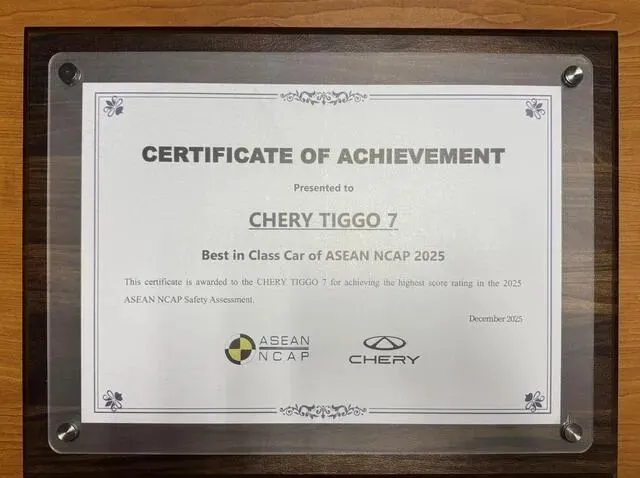 CERTIFICATE OF ACHIEVEMENT
Presented to
CHERY TIGGO 7
Best in Class Car of ASEAN NCAP 2025
This certificate is awarded to the CHERY TIGGO 7 for achieving the highest score rating in the 2025
ASEAN NCAP Safety Assessment.
December 2025
ASEAN
NCAP
CHERY